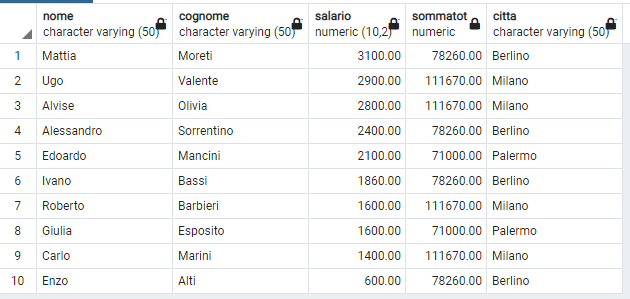 nome cognome salario sommatot citta
character varying (50) character varying (50) numeric (10,2) numeric character varying (50)
1 Mattia Moreti 3100.00 78260.00 Berlino
2 Ugo Valente 2900.00 111670.00 Milano
3 Alvise Olivia 2800.00 111670.00 Milano
4 Alessandro Sorrentino 2400.00 78260.00 Berlino
5 Edoardo Mancini 2100.00 71000.00 Palermo
6 Ivano Bassi 1860.00 78260.00 Berlino
7 Roberto Barbieri 1600.00 111670.00 Milano
8 Giulia Esposito 1600.00 71000.00 Palermo
9 Carlo Marini 1400.00 111670.00 Milano
10 Enzo Alti 600.00 78260.00 Berlino